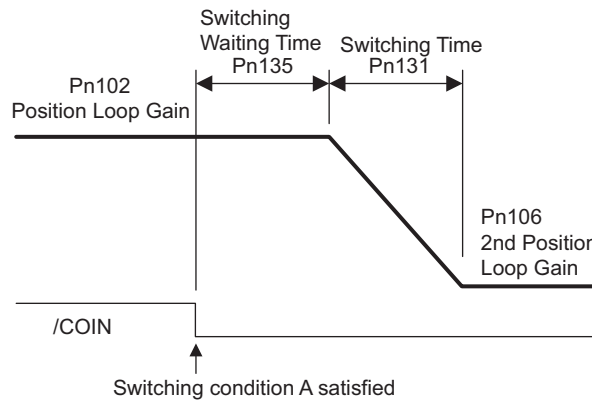 Switching
Waiting Time
Pn135
Switching Time
Pn131
Pn102
Position Loop Gain
Pn106
2nd Position
Loop Gain
/COIN
Switching condition A satisfied